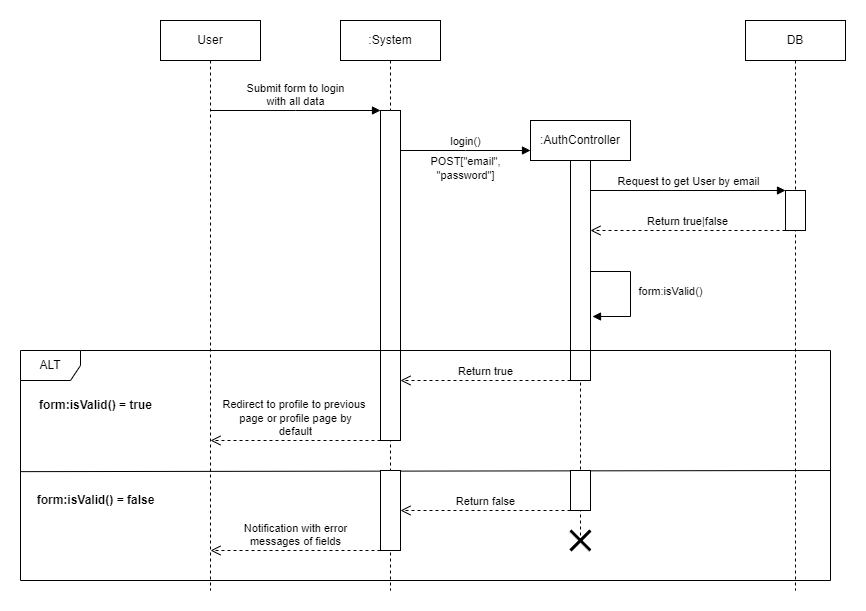 User
:System
DB
Submit form to login
with all data
:AuthController
login()
POST["email",
"password"]
Request to get User by email
Return true|false
form:isValid()
ALT
Return true
form:isValid() = true
Redirect to profile to previous
page or profile page by
default
form:isValid() = false
Return false
Notification with error
messages of fields